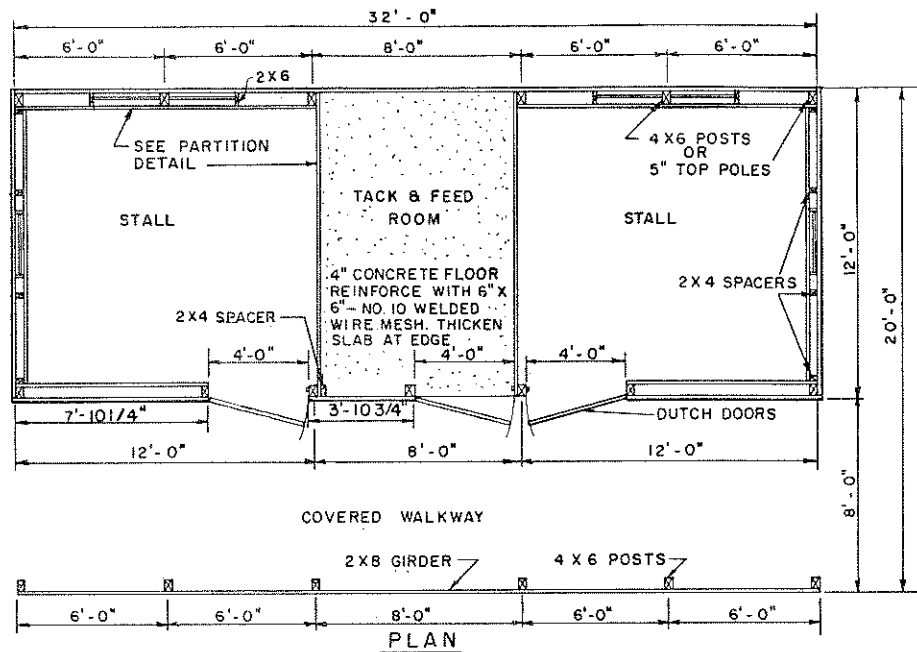 32'-0"
6'-0" 6'-0" 8'-0" 6'-0" 6'-0"
2X6
SEE PARTITION
DETAIL
4 X 6 POSTS
OR
5" TOP POLES
TACK & FEED
ROOM
STALL
STALL
12'-0"
20'-0"
4" CONCRETE FLOOR
REINFORCE WITH 6" X
6"- NO. 10 WELDED
WIRE MESH. THICKEN
SLAB AT EDGE
2X4 SPACERS
2X4 SPACER
4'-0" 4'-0" 4'-0"
7'-10 1/4"
3'-10 3/4"
DUTCH DOORS
12'-0" 8'-0" 12'-0"
8'-0"
COVERED WALKWAY
2X8 GIRDER
4 X 6 POSTS
6'-0" 6'-0" 8'-0" 6'-0" 6'-0"
PLAN